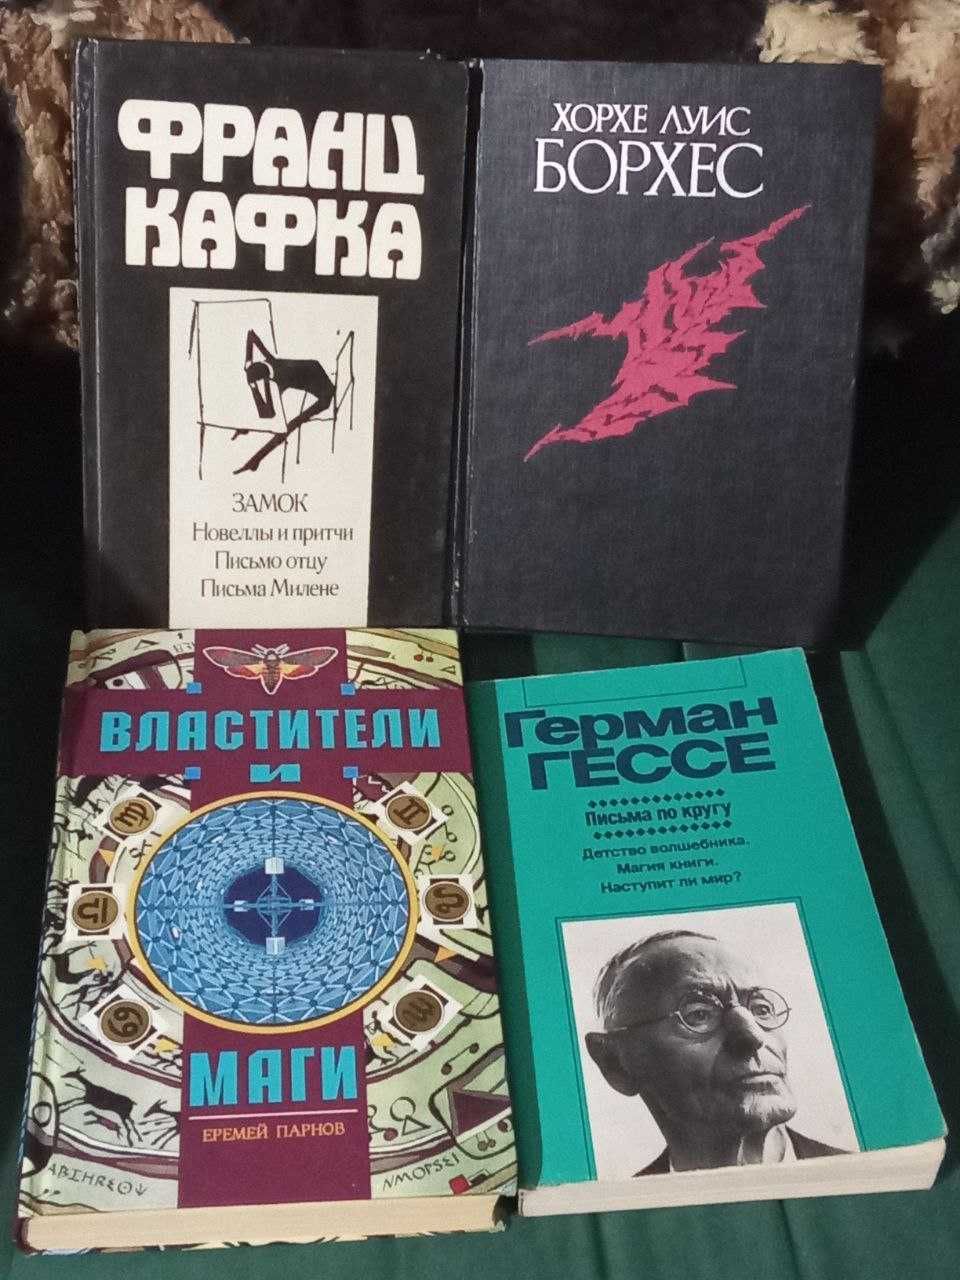 ФРАНЦ
КАФКА
ЗАМОК
Новеллы и притчи
Письмо отцу
Письма Милене
ХОРХЕ ЛУИС
БОРХЕС
ВЛАСТИТЕЛИ
И
МАГИ
ЕРЕМЕЙ ПАРНОВ
Герман
ГЕССЕ
Письма по кругу
Детство волшебника.
Магия книги.
Наступит ли мир?